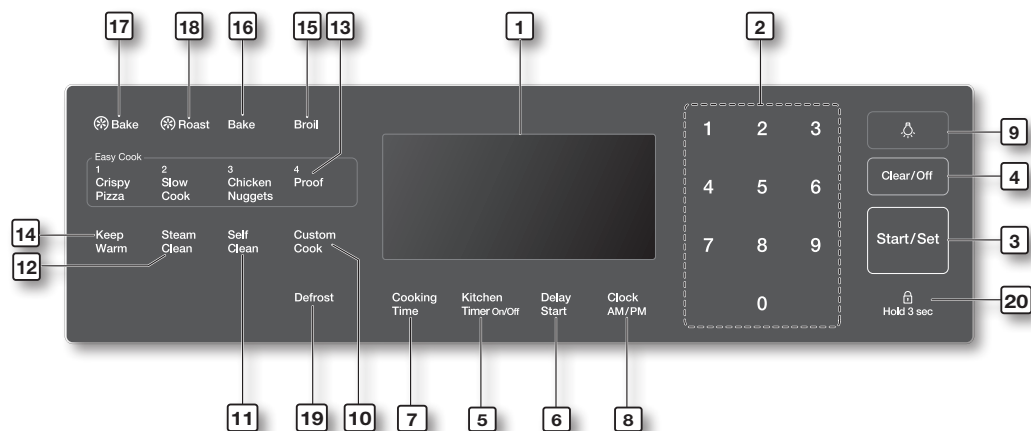 17 18 16 15 13 1 2
Bake Roast Bake Broil
1 2 3
9
Easy Cook
1 2 3 4
Crispy Pizza
Slow Cook
Chicken Nuggets
Proof
Clear/Off
4
4 5 6
14
Keep Warm
Steam Clean
Self Clean
Custom Cook
12
7 8 9
Start/Set
3
Defrost
Cooking Time
Kitchen Timer On/Off
Delay Start
Clock AM/PM
0
Hold 3 sec
20
11 19 10 7 5 6 8